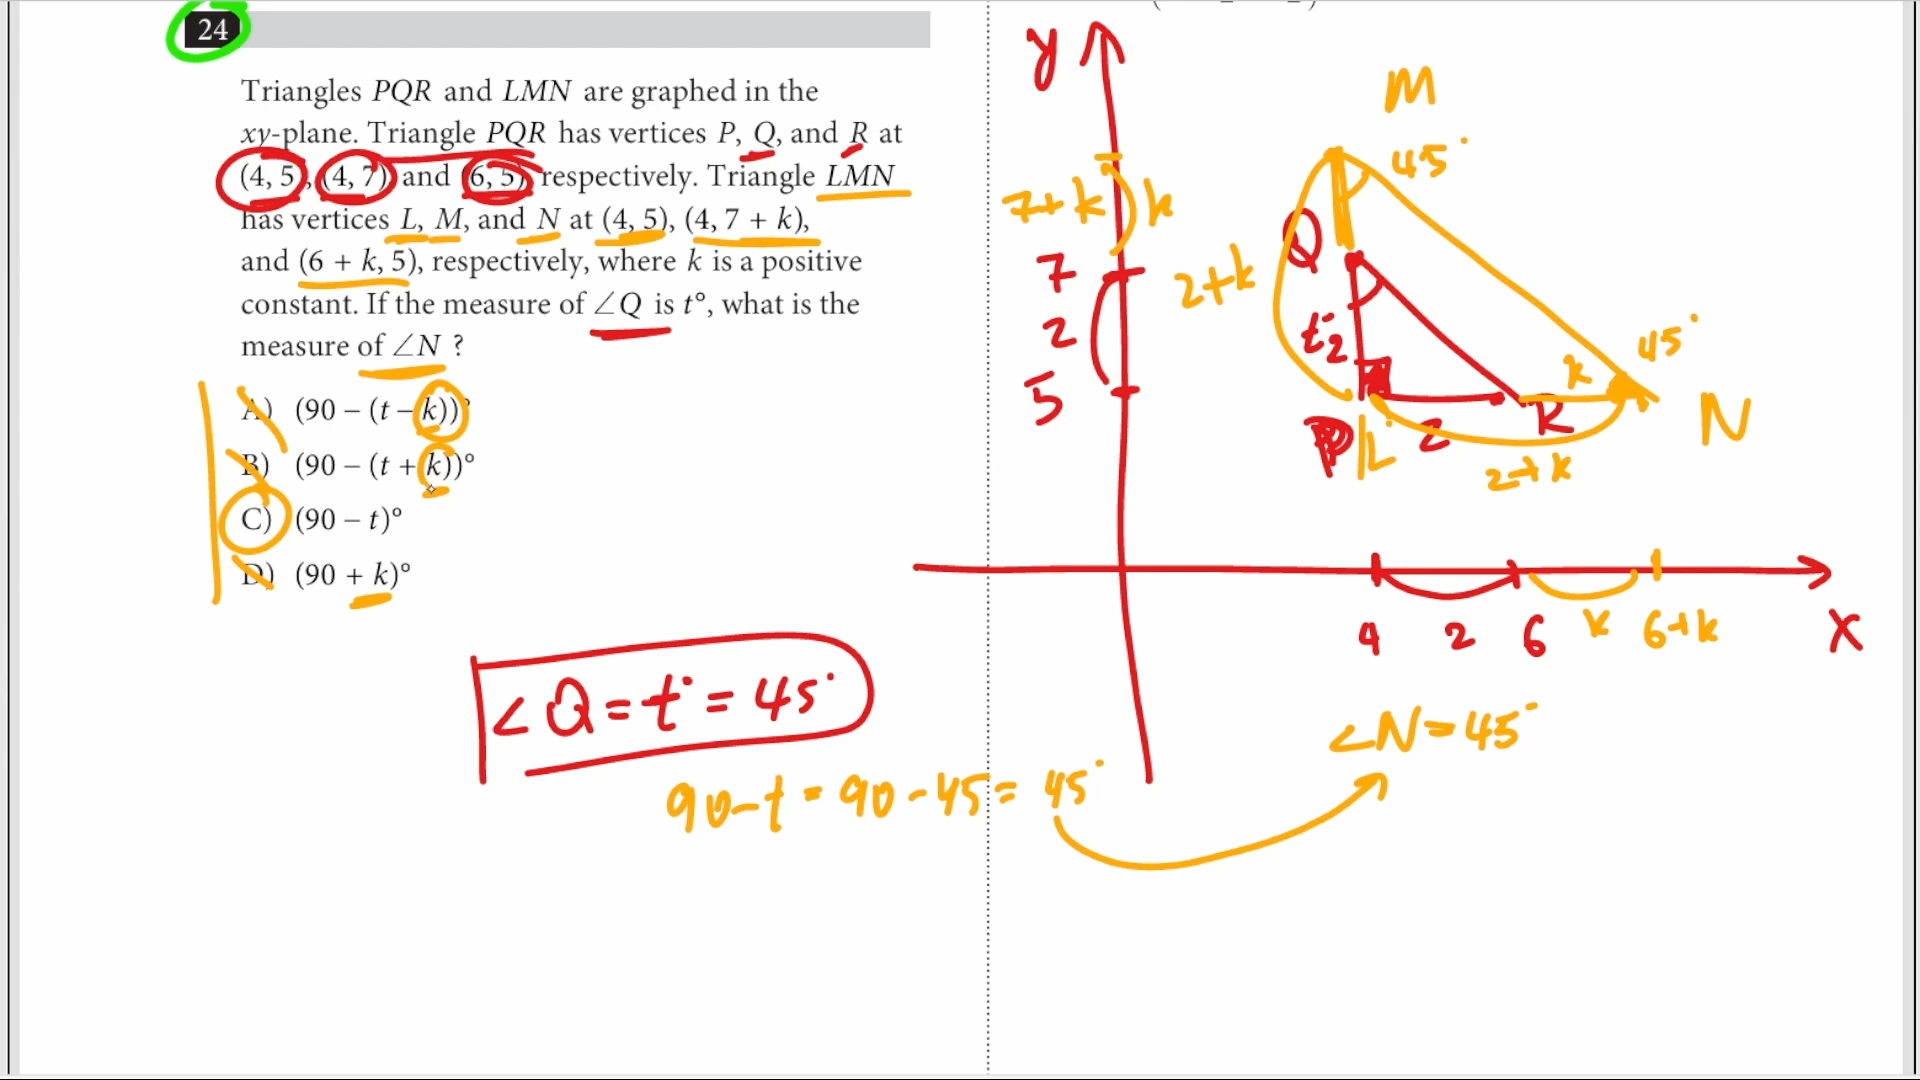 24
Triangles PQR and LMN are graphed in the
xy-plane. Triangle PQR has vertices P, Q, and R at
(4, 5), (4, 7), and (6, 5), respectively. Triangle LMN
has vertices L, M, and N at (4, 5), (4, 7 + k),
and (6 + k, 5), respectively, where k is a positive
constant. If the measure of ∠Q is t°, what is the
measure of ∠N ?
A) (90 – (t – k))°
B) (90 – (t + k))°
C) (90 – t)°
D) (90 + k)°
∠Q = t° = 45°
90 - t = 90 - 45 = 45°
∠N = 45°
y
7+k
k
7
2
5
M
45°
Q
2+k
t°
2
45°
k
N
P
L
2
R
2+k
4
2
6
k
6+k
x